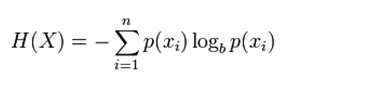 H(X) = − ∑_{i=1}^{n} p(x_i) log_b p(x_i)